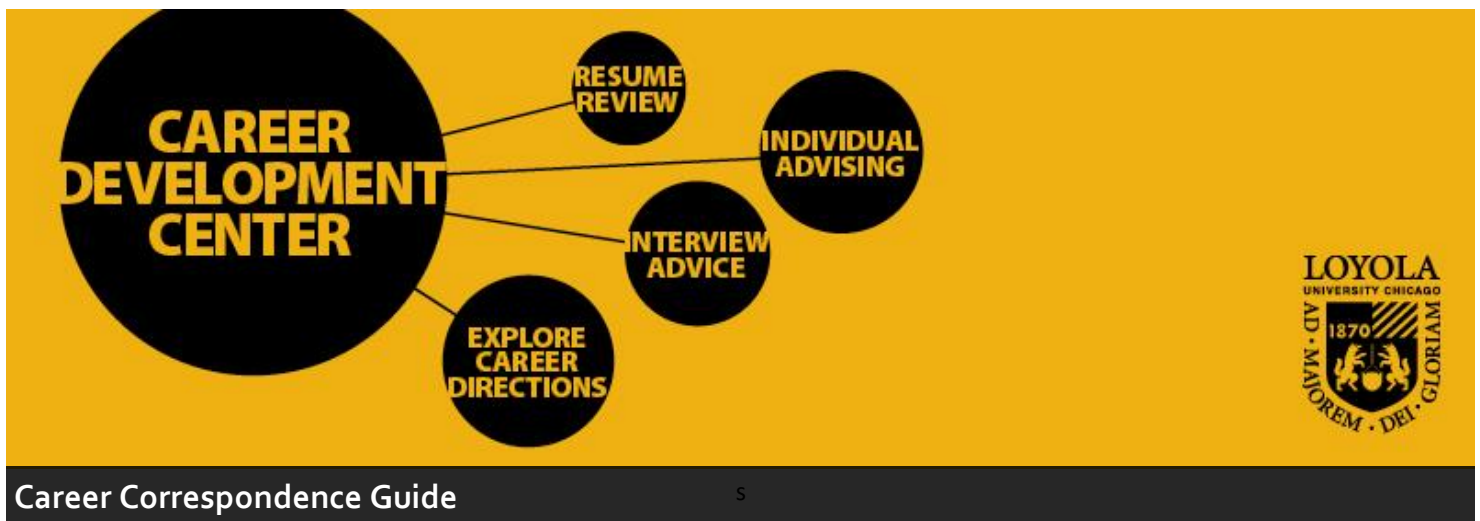 CAREER
DEVELOPMENT
CENTER
RESUME
REVIEW
INDIVIDUAL
ADVISING
INTERVIEW
ADVICE
EXPLORE
CAREER
DIRECTIONS
LOYOLA
UNIVERSITY CHICAGO
1870
AD · MAJOREM · DEI · GLORIAM
Career Correspondence Guide
s